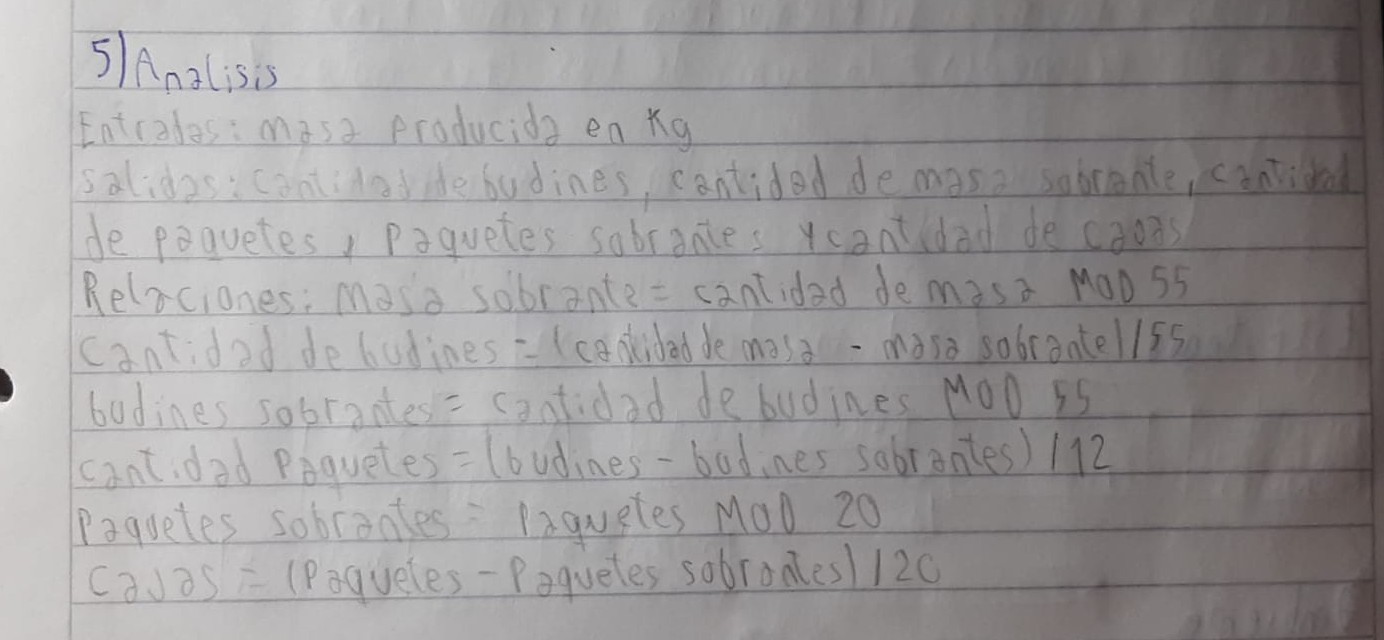 5) Analisis
Entradas: masa producida en Kg
Salidas: cantidad de budines, cantidad de masa sobrante, cantidad
de paquetes, paquetes sobrantes y cantidad de cajas
Relaciones: masa sobrante = cantidad de masa MOD 55
Cantidad de budines = (cantidad de masa - masa sobrante) / 55
budines sobrantes = cantidad de budines MOD 55
cantidad paquetes = (budines - budines sobrantes) / 12
Paquetes sobrantes = Paquetes MOD 20
Cajas = (Paquetes - Paquetes sobrantes) / 20